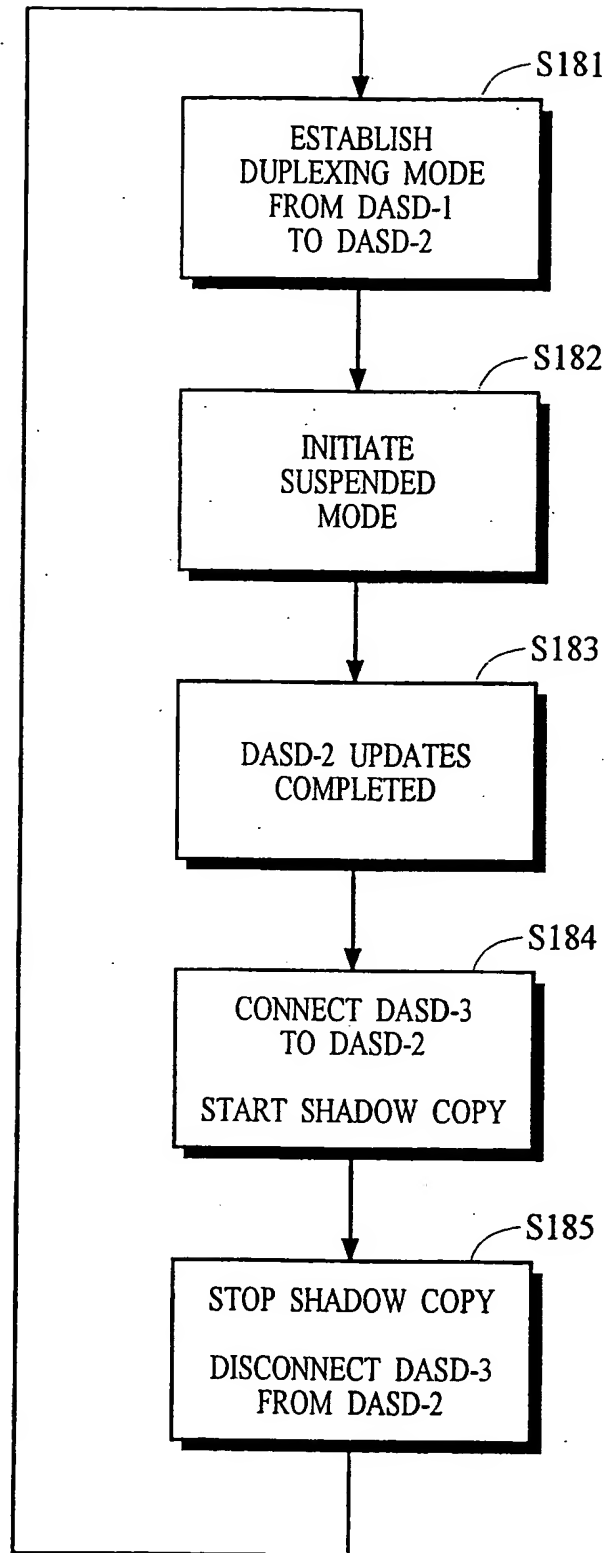 S181
ESTABLISH
DUPLEXING MODE
FROM DASD-1
TO DASD-2
S182
INITIATE
SUSPENDED
MODE
S183
DASD-2 UPDATES
COMPLETED
S184
CONNECT DASD-3
TO DASD-2
START SHADOW COPY
S185
STOP SHADOW COPY
DISCONNECT DASD-3
FROM DASD-2